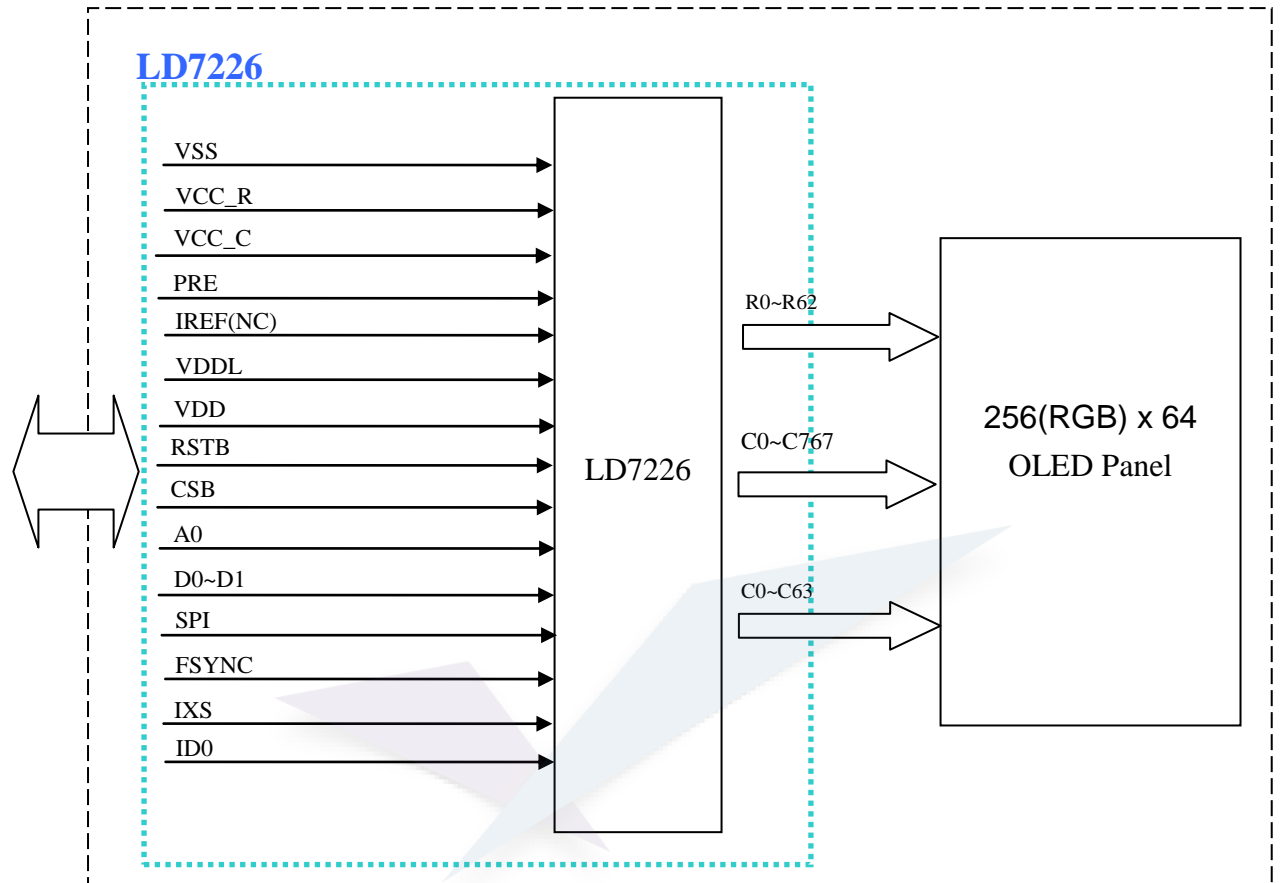 LD7226
VSS
VCC_R
VCC_C
PRE
IREF(NC)
VDDL
VDD
RSTB
CSB
A0
D0~D1
SPI
FSYNC
IXS
ID0
LD7226
R0~R62
C0~C767
C0~C63
256(RGB) x 64
OLED Panel